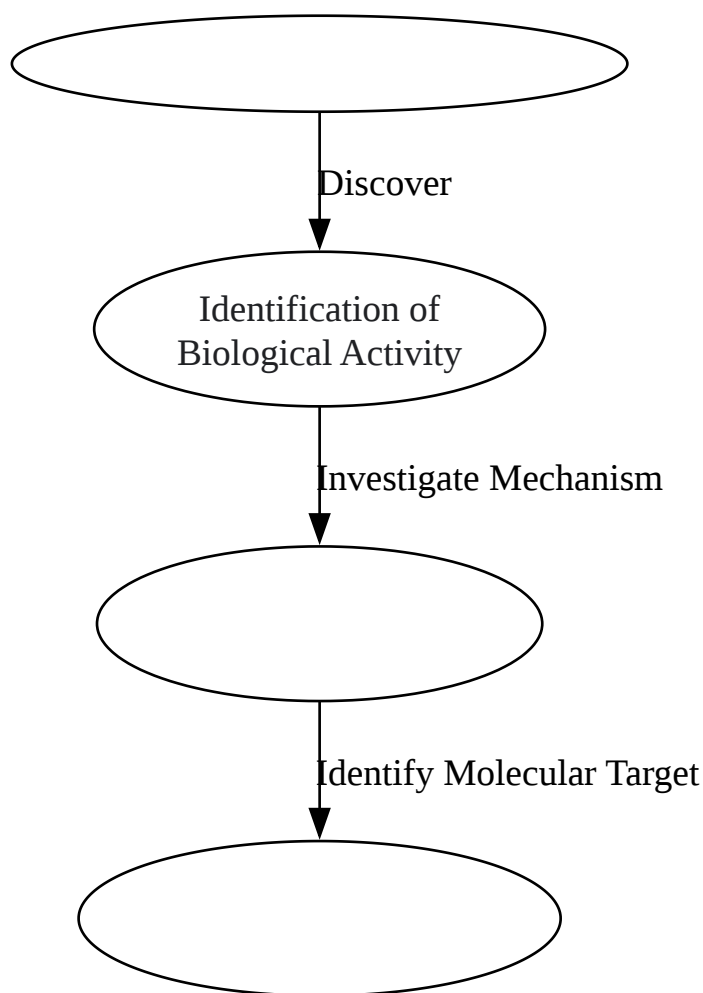 Discover
Identification of
Biological Activity
Investigate Mechanism
Identify Molecular Target